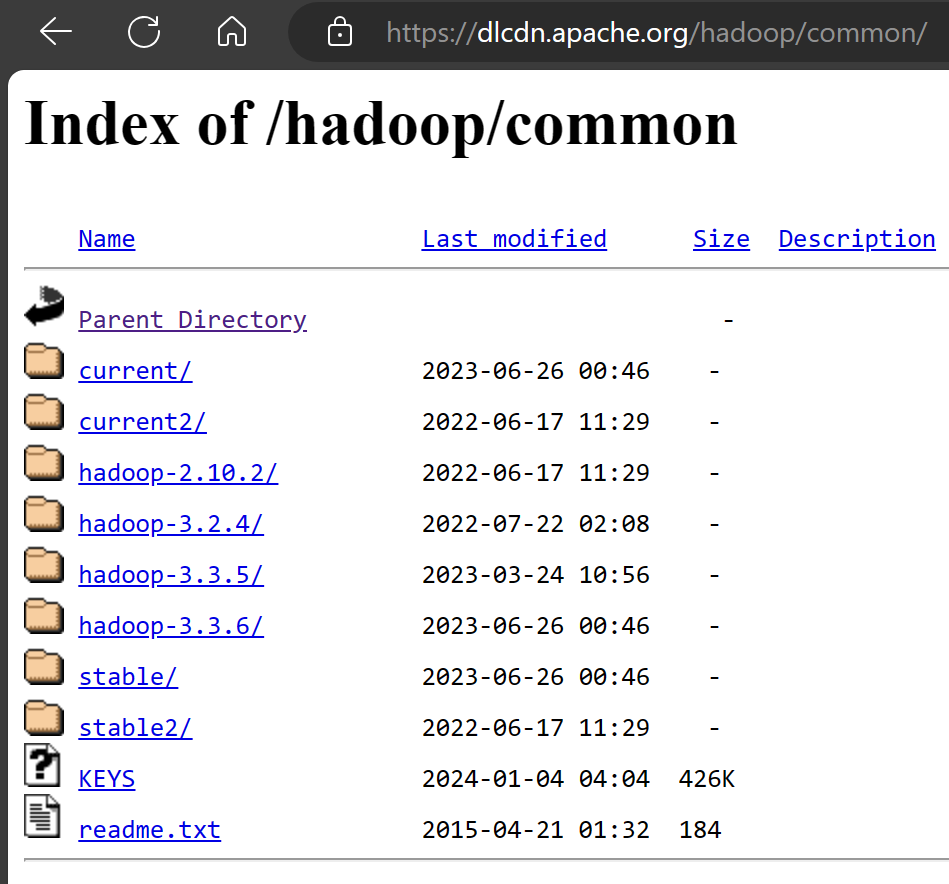 https://dlcdn.apache.org/hadoop/common/
Index of /hadoop/common
Name Last modified Size Description
Parent Directory -
current/ 2023-06-26 00:46 -
current2/ 2022-06-17 11:29 -
hadoop-2.10.2/ 2022-06-17 11:29 -
hadoop-3.2.4/ 2022-07-22 02:08 -
hadoop-3.3.5/ 2023-03-24 10:56 -
hadoop-3.3.6/ 2023-06-26 00:46 -
stable/ 2023-06-26 00:46 -
stable2/ 2022-06-17 11:29 -
KEYS 2024-01-04 04:04 426K
readme.txt 2015-04-21 01:32 184